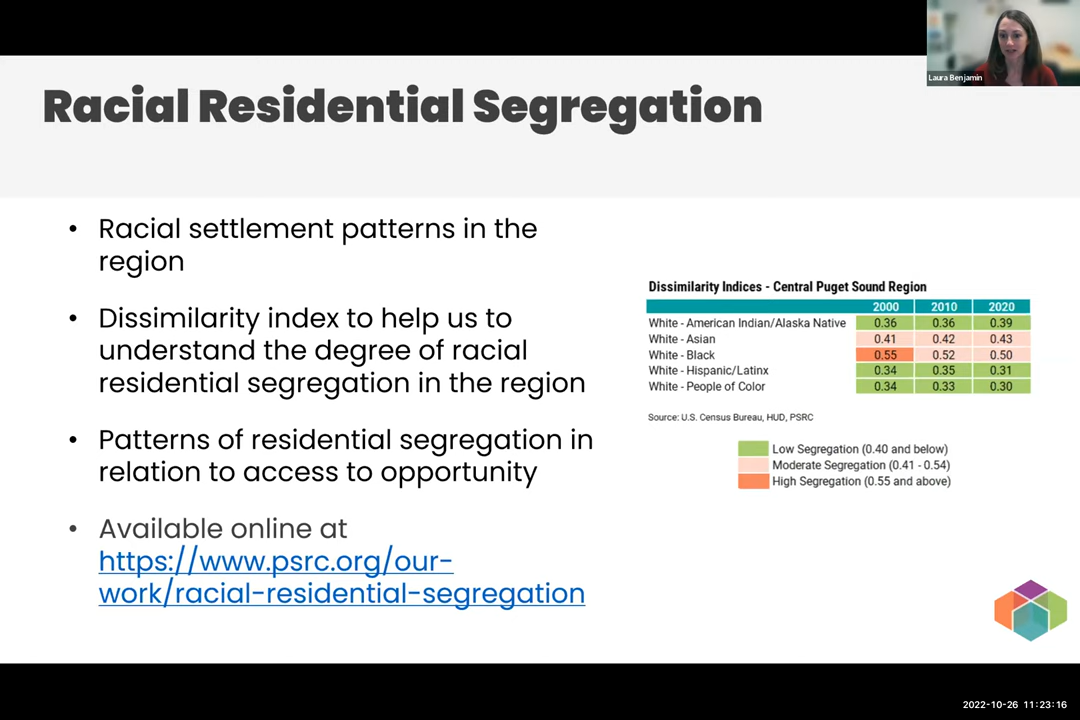 Laura Benjamin
Racial Residential Segregation
• Racial settlement patterns in the
region
• Dissimilarity index to help us to
understand the degree of racial
residential segregation in the region
• Patterns of residential segregation in
relation to access to opportunity
• Available online at
https://www.psrc.org/our-
work/racial-residential-segregation
Dissimilarity Indices - Central Puget Sound Region
2000 2010 2020
White - American Indian/Alaska Native 0.36 0.36 0.39
White - Asian 0.41 0.42 0.43
White - Black 0.55 0.52 0.50
White - Hispanic/Latinx 0.34 0.35 0.31
White - People of Color 0.34 0.33 0.30
Source: U.S. Census Bureau, HUD, PSRC
Low Segregation (0.40 and below)
Moderate Segregation (0.41 - 0.54)
High Segregation (0.55 and above)
2022-10-26 11:23:16